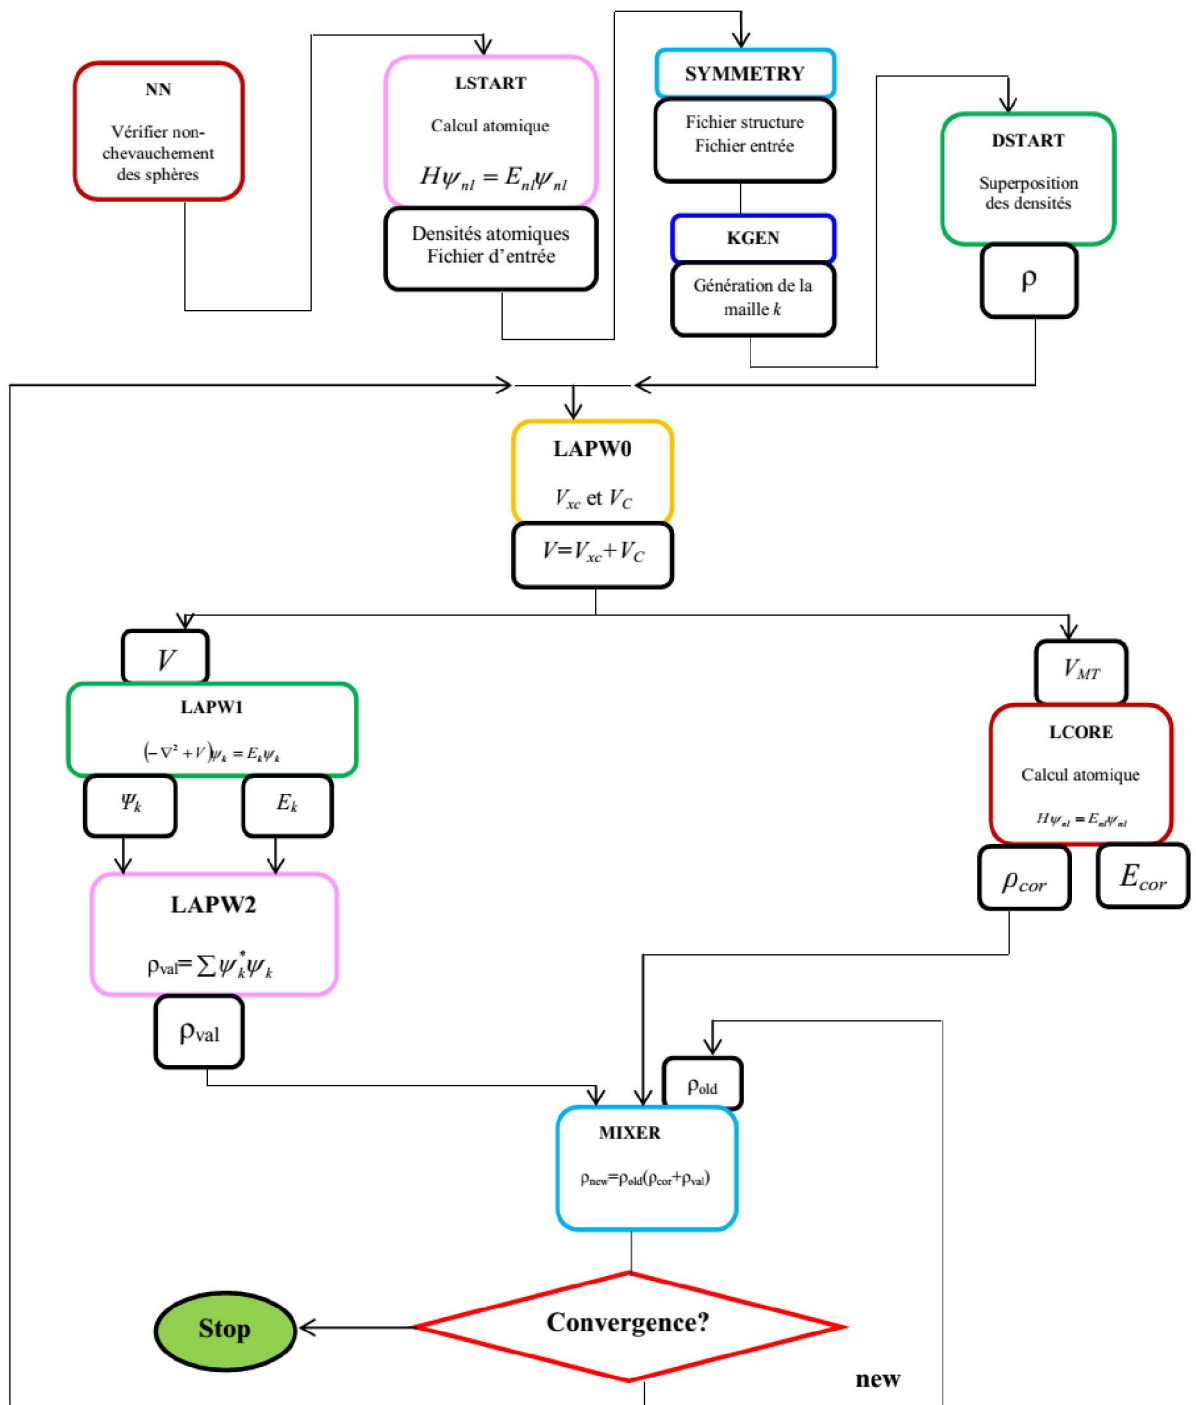 NN
Vérifier non-
chevauchement
des sphères
LSTART
Calcul atomique
Hψnl = Enlψnl
Densités atomiques
Fichier d'entrée
SYMMETRY
Fichier structure
Fichier entrée
KGEN
Génération de la
maille k
DSTART
Superposition
des densités
ρ
LAPW0
Vxc et VC
V=Vxc+VC
V
LAPW1
(−∇² + V)ψk = Ekψk
Ψk
Ek
LAPW2
ρval=∑ψk*ψk
ρval
VMT
LCORE
Calcul atomique
Hψnl = Enlψnl
ρcor
Ecor
ρold
MIXER
ρnew=ρold(ρcor+ρval)
Convergence?
Stop
new